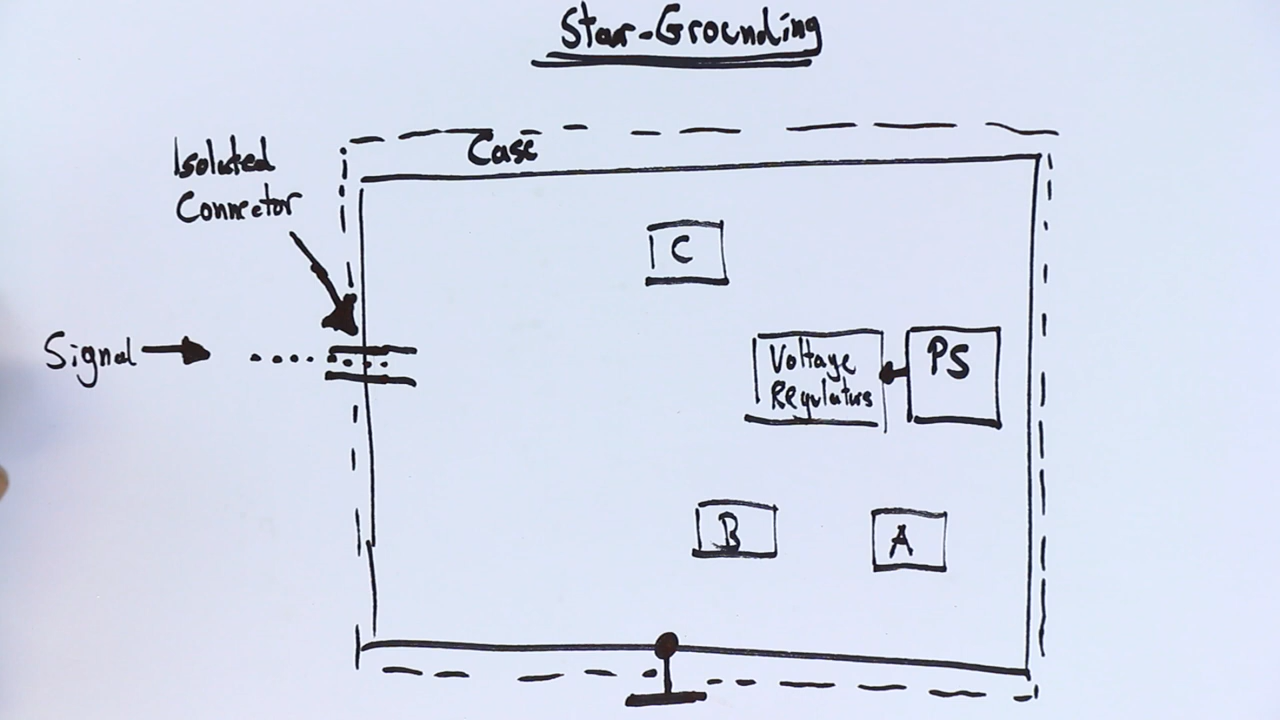 Star-Grounding
Case
Isolated
Connector
C
Signal
Voltage
Regulators
PS
B
A